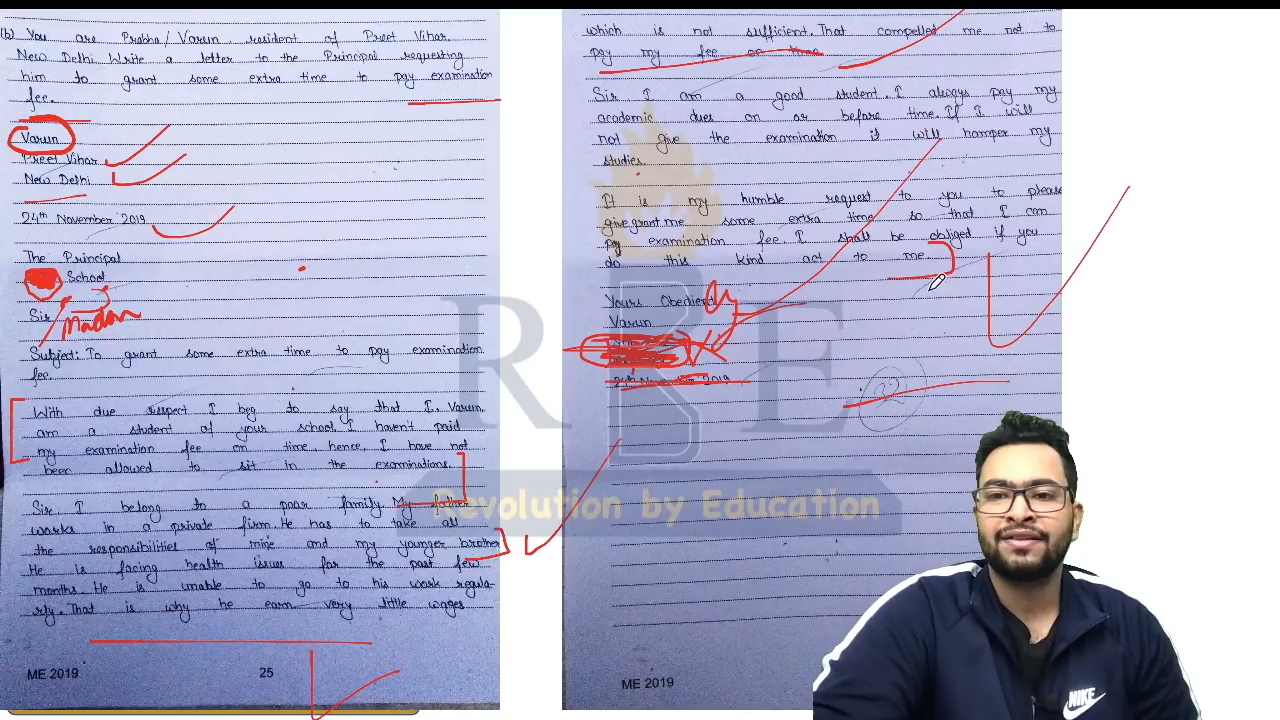 (b) You are Prabha/Varun resident of Preet Vihar.
New Delhi Write a letter to the Principal requesting
him to grant some extra time to pay examination
fee.
Varun
Preet Vihar
New Delhi
24th November 2019
The Principal
School
Sir
Madam
Subject: To grant some extra time to pay examination
fee.
With due respect I beg to say that I, Varun,
am a student of your school. I haven't paid
my examination fee on time. hence, I have not
been allowed to sit in the examinations.
Sir I belong to a poor family. My father
works in a private firm. He has to take all
the responsibilities of mine and my younger brother
He is facing health issues for the past few
months. He is unable to go to his work regula-
rly. That is why he earn very little wages
ME 2019
25
which is not sufficient. That compelled me not to
pay my fee on time
Sir I am a good student. I always pay my
academic dues on or before time. If I will
not give the examination it will hamper my
studies.
It is my humble request to you to please
give grant me some extra time so that I can
pay examination fee. I shall be obliged if you
do this kind act to me.
Yours Obediently
Varun
24th November 2019
22
ME 2019
RBE
Revolution by Education
NIKE